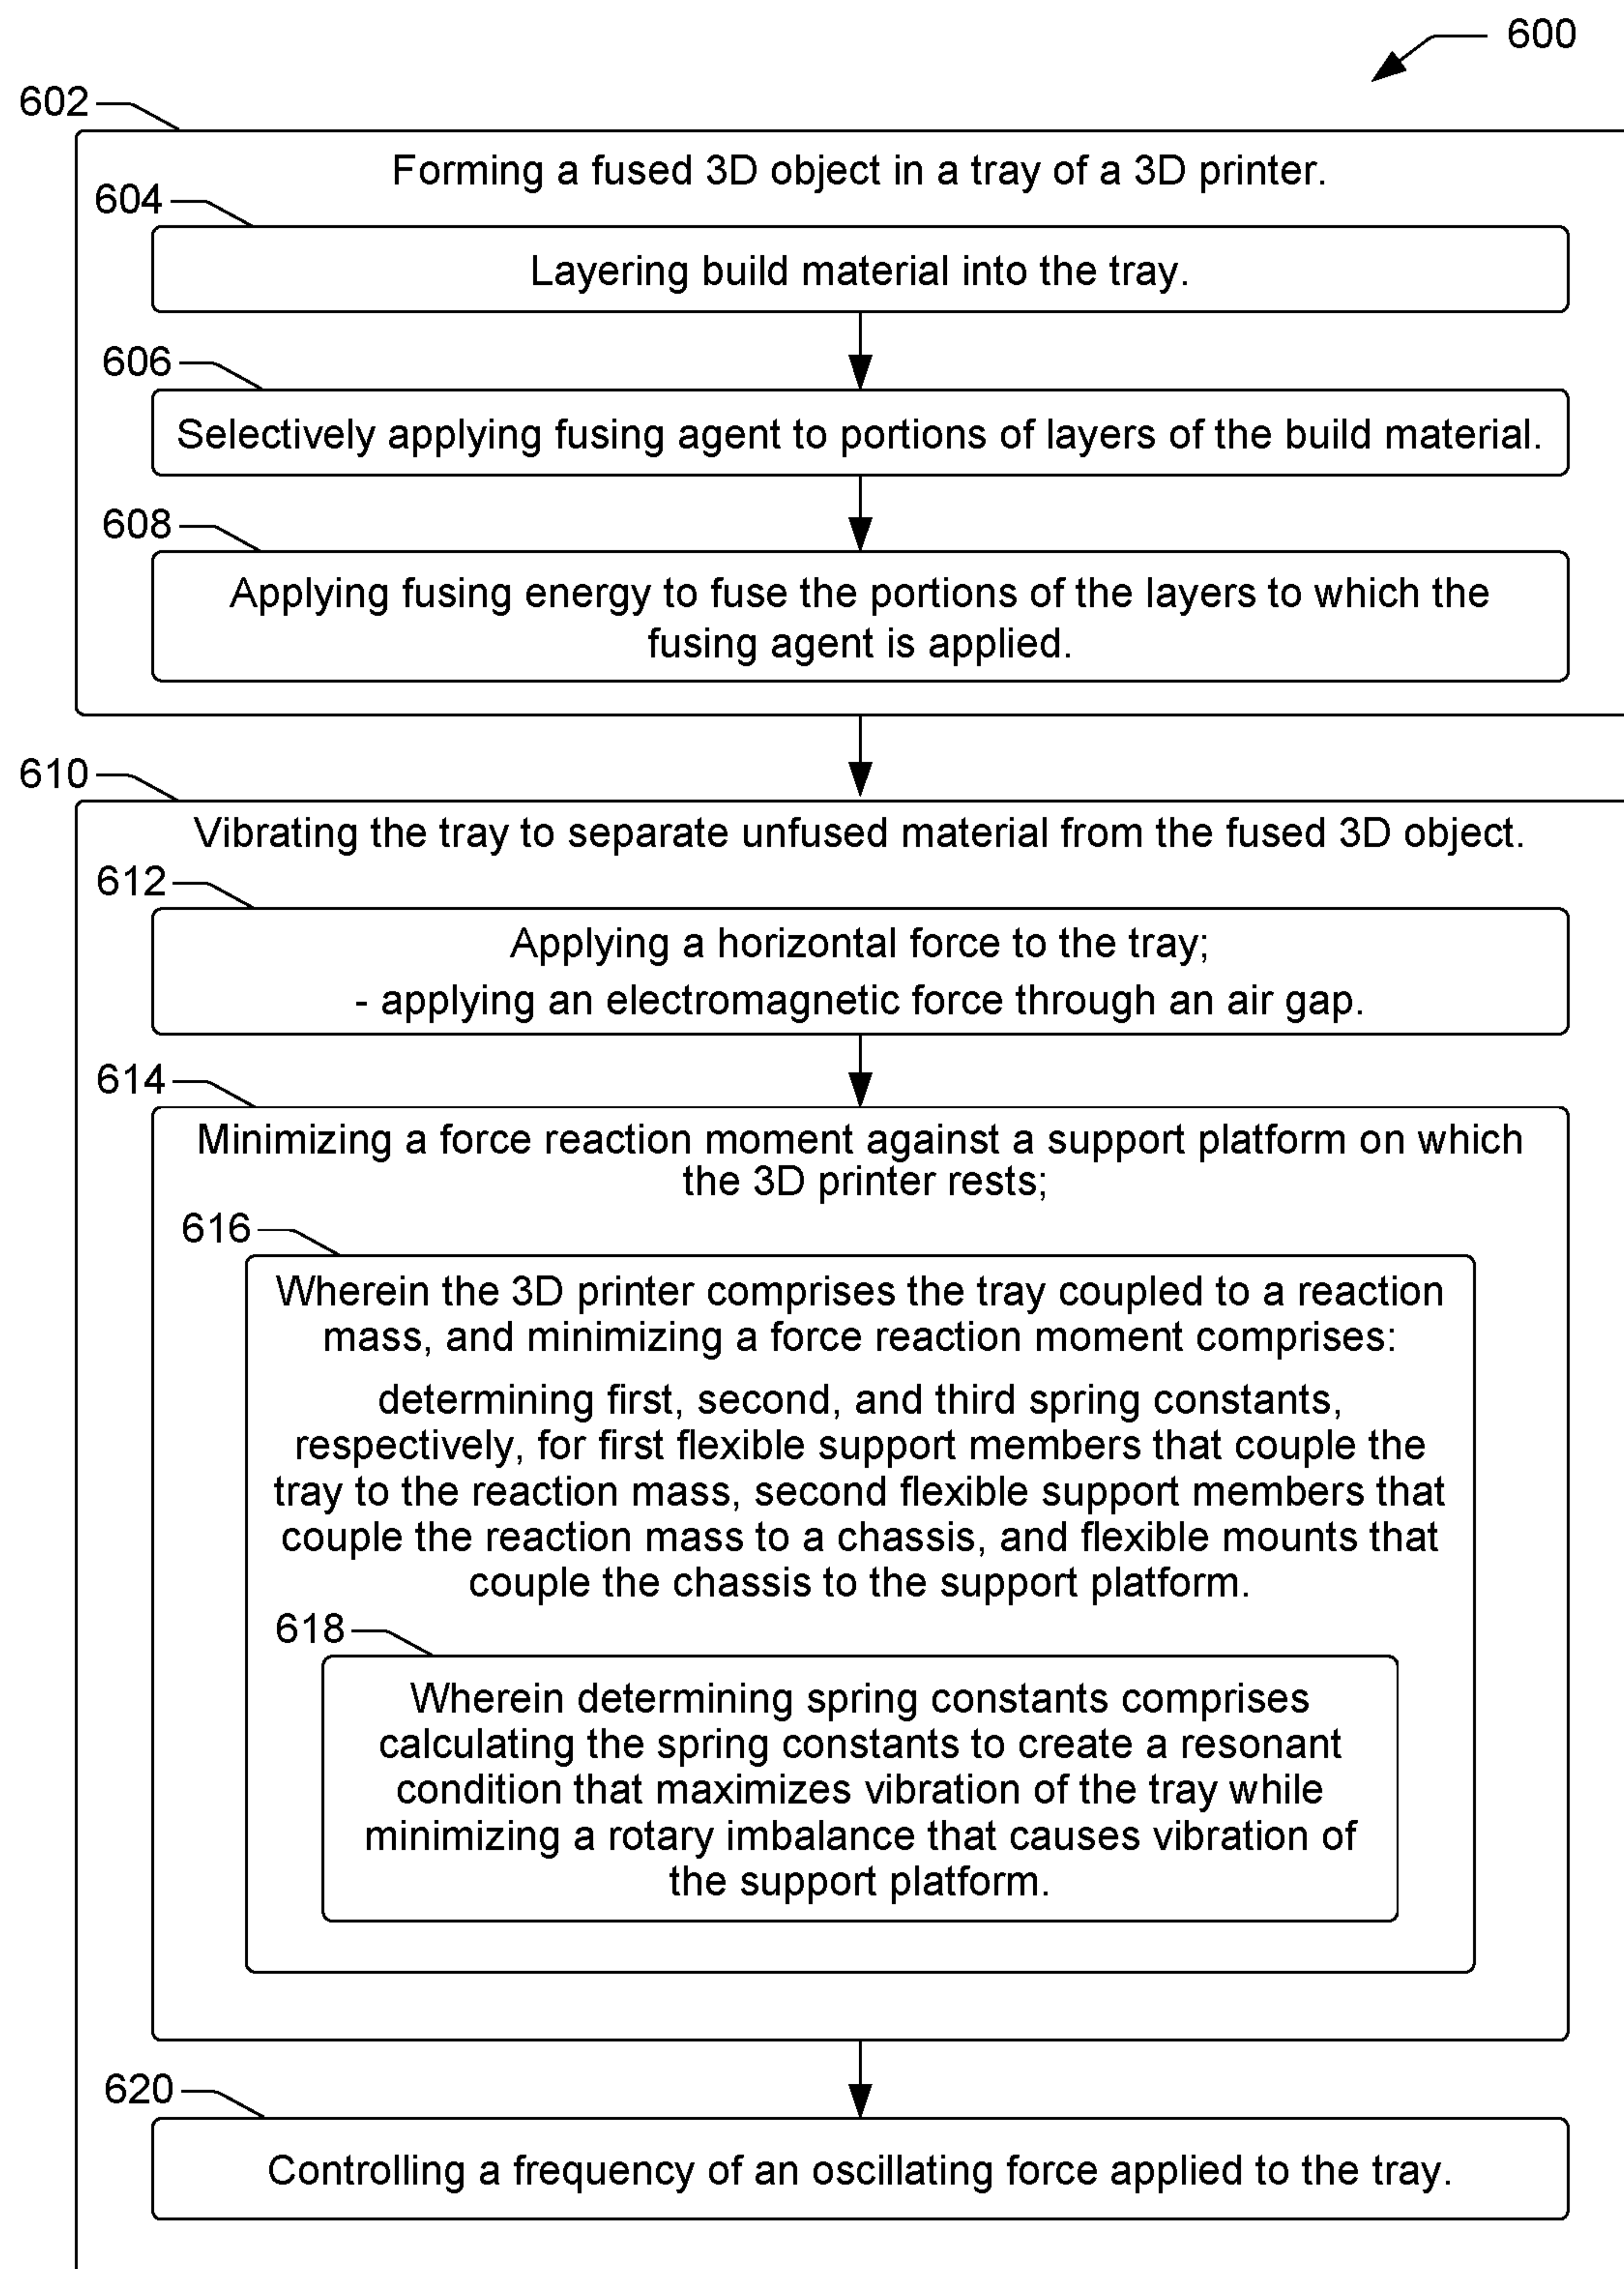 600
602
Forming a fused 3D object in a tray of a 3D printer.
604
Layering build material into the tray.
606
Selectively applying fusing agent to portions of layers of the build material.
608
Applying fusing energy to fuse the portions of the layers to which the
fusing agent is applied.
610
Vibrating the tray to separate unfused material from the fused 3D object.
612
Applying a horizontal force to the tray;
- applying an electromagnetic force through an air gap.
614
Minimizing a force reaction moment against a support platform on which
the 3D printer rests;
616
Wherein the 3D printer comprises the tray coupled to a reaction
mass, and minimizing a force reaction moment comprises:
determining first, second, and third spring constants,
respectively, for first flexible support members that couple the
tray to the reaction mass, second flexible support members that
couple the reaction mass to a chassis, and flexible mounts that
couple the chassis to the support platform.
618
Wherein determining spring constants comprises
calculating the spring constants to create a resonant
condition that maximizes vibration of the tray while
minimizing a rotary imbalance that causes vibration of
the support platform.
620
Controlling a frequency of an oscillating force applied to the tray.